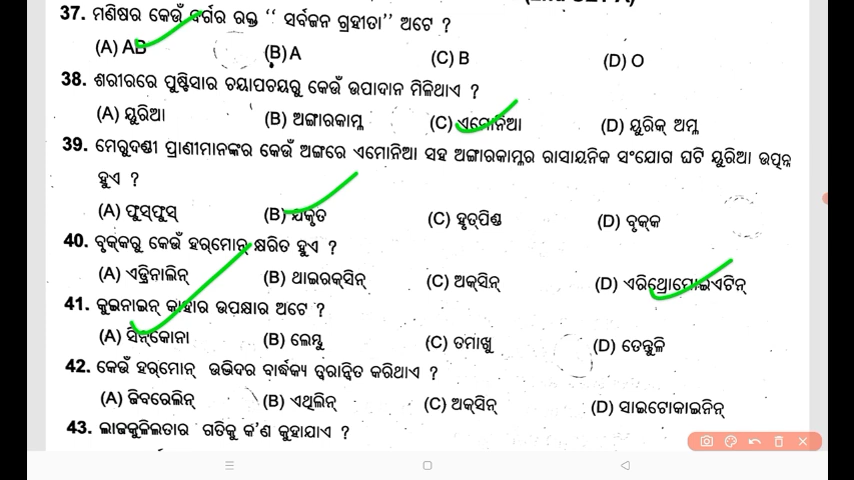 37. ମଣିଷର କେଉଁ ବର୍ଗର ରକ୍ତ “ ସର୍ବଜନ ଗ୍ରହୀତା” ଅଟେ ?
(A) AB (B) A (C) B (D) O
38. ଶରୀରରେ ପୁଷ୍ଟିସାର ଚୟାପଚୟରୁ କେଉଁ ଉପାଦାନ ମିଳିଥାଏ ?
(A) ୟୁରିଆ (B) ଅଙ୍ଗାରକାମ୍ଳ (C) ଏମୋନିଆ (D) ୟୁରିକ୍ ଅମ୍ଳ
39. ମେରୁଦଣ୍ଡୀ ପ୍ରାଣୀମାନଙ୍କର କେଉଁ ଅଙ୍ଗରେ ଏମୋନିଆ ସହ ଅଙ୍ଗାରକାମ୍ଳର ରାସାୟନିକ ସଂଯୋଗ ଘଟି ୟୁରିଆ ଉତ୍ପନ୍ନ
ହୁଏ ?
(A) ଫୁସ୍‌ଫୁସ୍ (B) ଯକୃତ (C) ହୃତ୍‌ପିଣ୍ଡ (D) ବୃକ୍‌କ
40. ବୃକ୍‌କରୁ କେଉଁ ହର୍‌ମୋନ୍ କ୍ଷରିତ ହୁଏ ?
(A) ଏଡ୍ରିନାଲିନ୍ (B) ଥାଇରକ୍‌ସିନ୍ (C) ଅକ୍‌ସିନ୍ (D) ଏରିଥ୍ରୋପୋଇଏଟିନ୍
41. କୁଇନାଇନ୍ କାହାର ଉପକ୍ଷାର ଅଟେ ?
(A) ସିନ୍‌କୋନା (B) ଲେମ୍ବୁ (C) ତମାଖୁ (D) ତେନ୍ତୁଳି
42. କେଉଁ ହର୍‌ମୋନ୍ ଉଦ୍ଭିଦର ବାର୍ଦ୍ଧକ୍ୟ ତ୍ୱରାନ୍ୱିତ କରିଥାଏ ?
(A) ଜିବରେଲିନ୍ (B) ଏଥିଲିନ୍ (C) ଅକ୍‌ସିନ୍ (D) ସାଇଟୋକାଇନିନ୍
43. ଲାଜକୁଳିଲତାର ଗତିକୁ କ'ଣ କୁହାଯାଏ ?